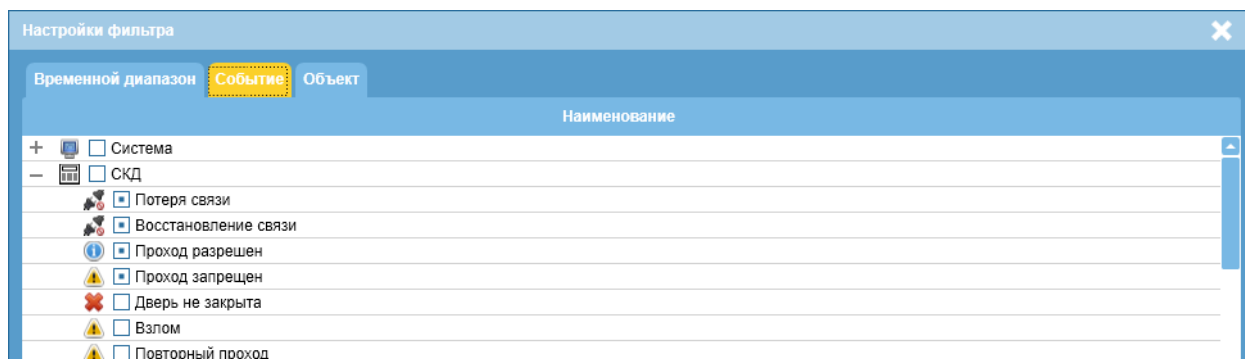 Настройки фильтра
Временной диапазон Событие Объект
Наименование
Система
СКД
Потеря связи
Восстановление связи
Проход разрешен
Проход запрещен
Дверь не закрыта
Взлом
Повторный проход